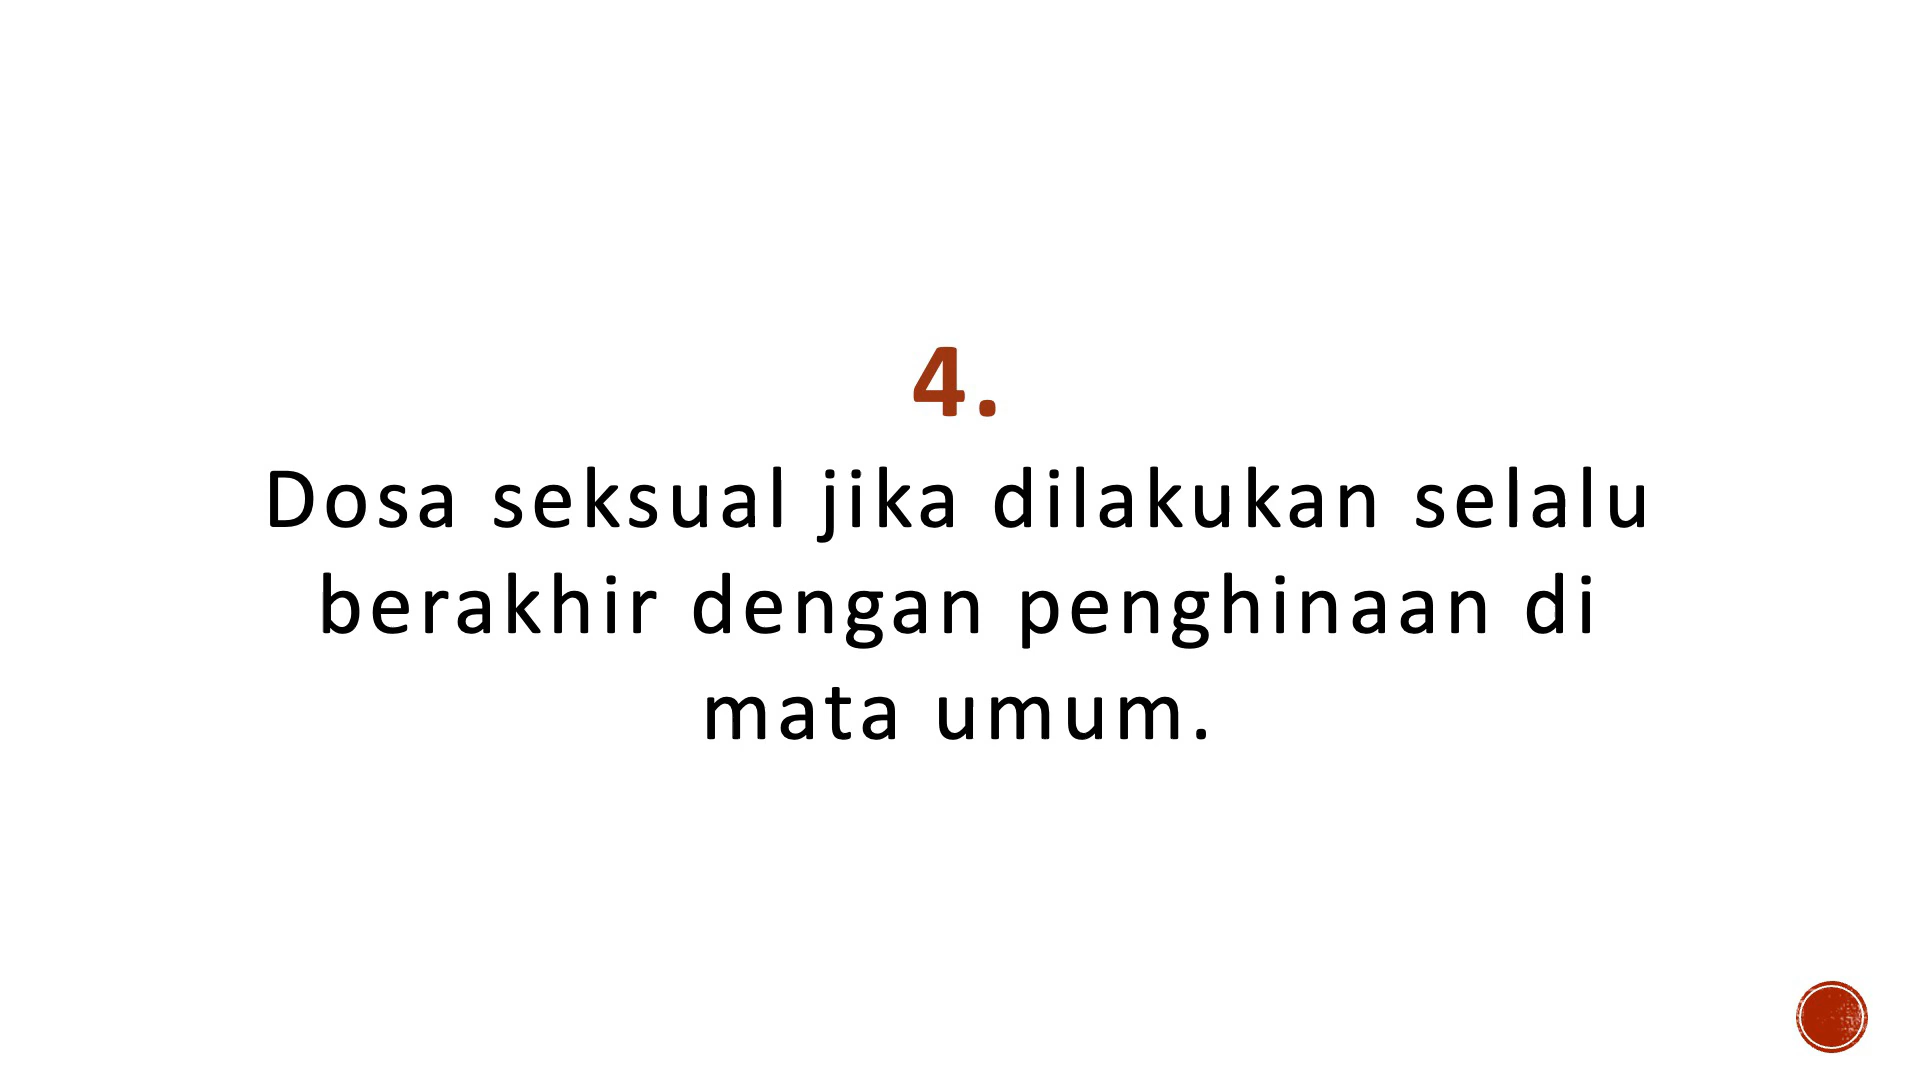 4.
Dosa seksual jika dilakukan selalu
berakhir dengan penghinaan di
mata umum.